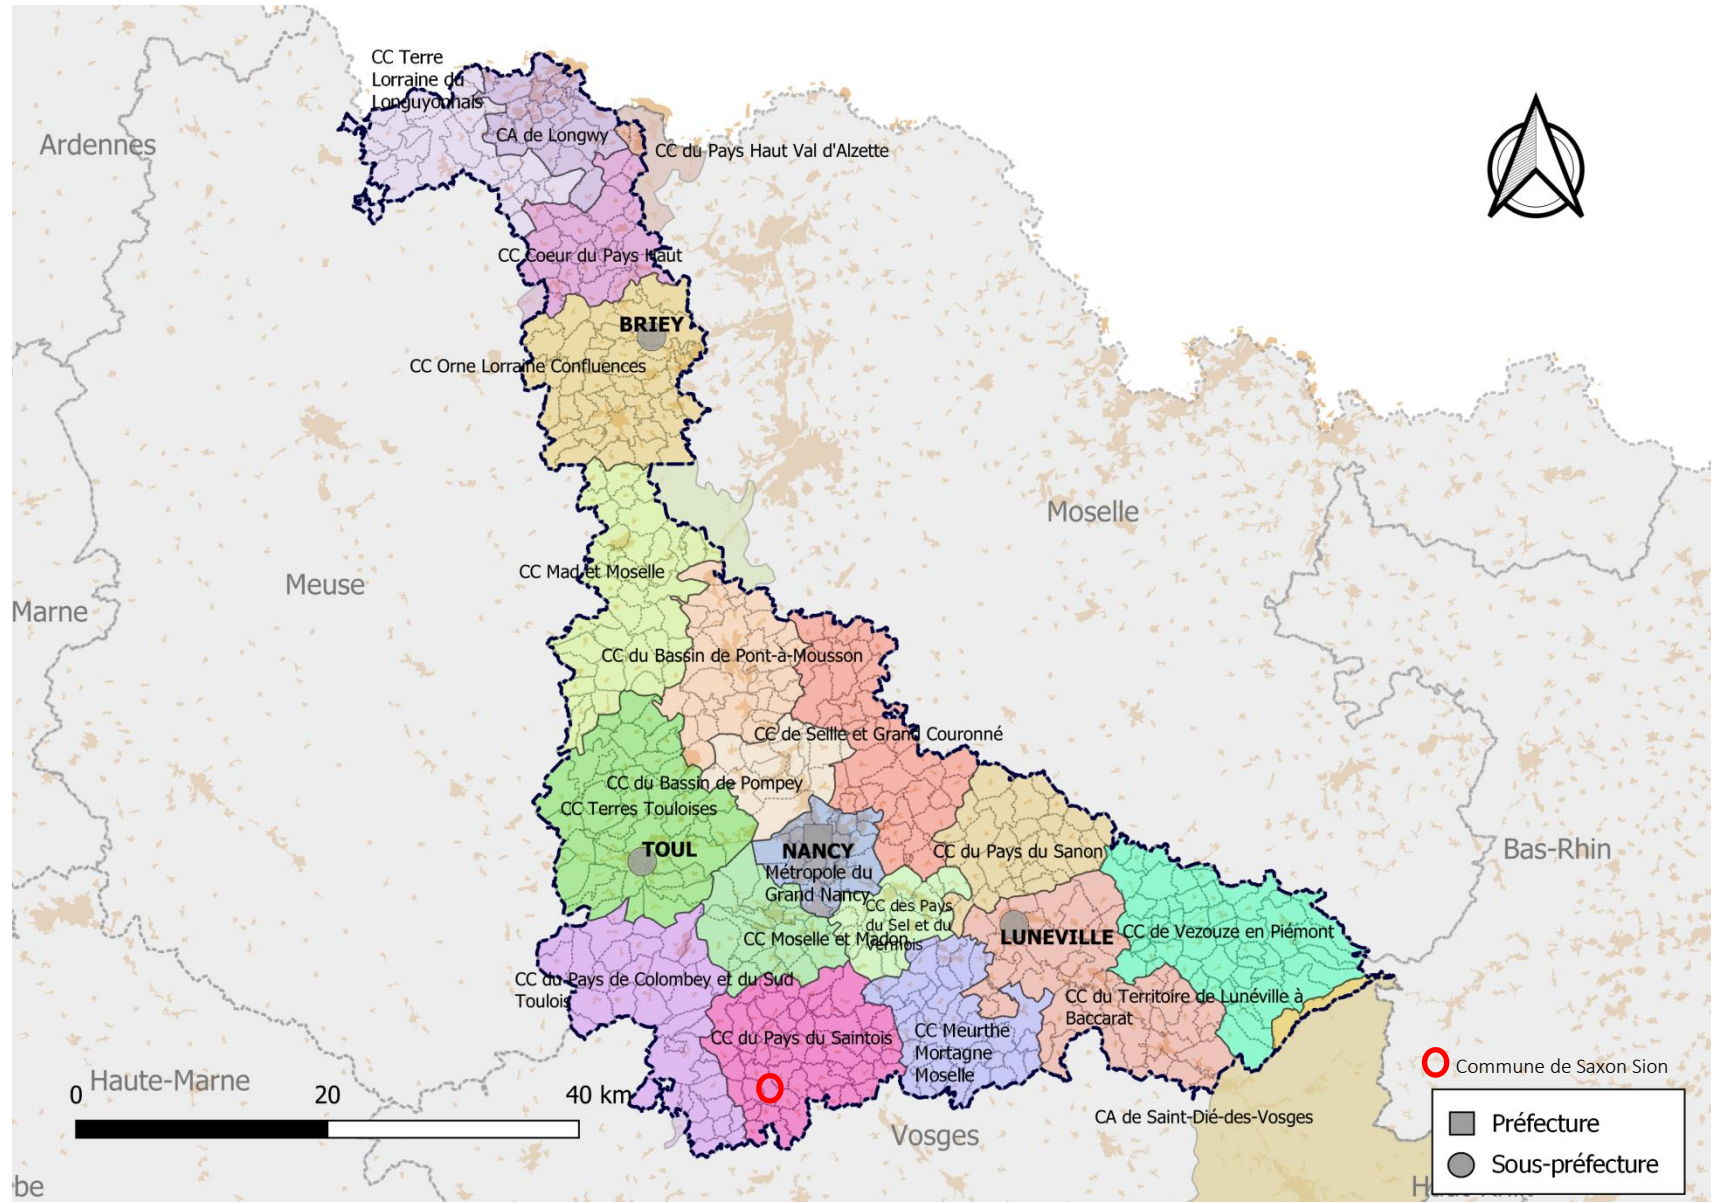 CC Terre
Lorraine du
Longuyonnais
CA de Longwy
Ardennes
CC du Pays Haut Val d'Alzette
CC Coeur du Pays Haut
BRIEY
CC Orne Lorraine Confluences
Moselle
CC Mad et Moselle
Meuse
Marne
CC du Bassin de Pont-à-Mousson
CC de Seille et Grand Couronné
CC du Bassin de Pompey
CC Terres Touloises
TOUL
NANCY
Métropole du
Grand Nancy
CC du Pays du Sanon
Bas-Rhin
CC des Pays
du Sel et du
Vermois
CC Moselle et Madon
LUNEVILLE
CC de Vezouze en Piémont
CC du Pays de Colombey et du Sud
Toulois
CC du Territoire de Lunéville à
Baccarat
CC du Pays du Saintois
CC Meurthe
Mortagne
Moselle
Commune de Saxon Sion
Haute-Marne
0 20 40 km
CA de Saint-Dié-des-Vosges
Vosges
Préfecture
Sous-préfecture
be